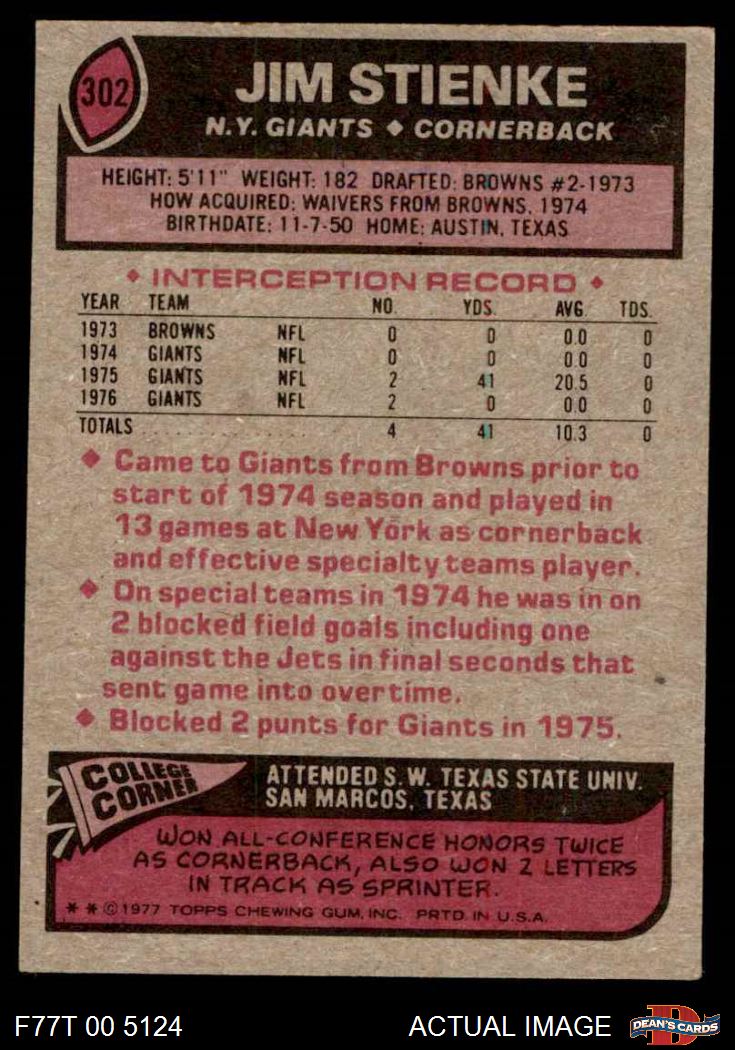 302
JIM STIENKE
N.Y. GIANTS ♦ CORNERBACK
HEIGHT: 5'11" WEIGHT: 182 DRAFTED: BROWNS #2-1973
HOW ACQUIRED: WAIVERS FROM BROWNS, 1974
BIRTHDATE: 11-7-50 HOME: AUSTIN, TEXAS
♦ INTERCEPTION RECORD ♦
YEAR TEAM NO. YDS. AVG. TDS.
1973 BROWNS NFL 0 0 0.0 0
1974 GIANTS NFL 0 0 0.0 0
1975 GIANTS NFL 2 41 20.5 0
1976 GIANTS NFL 2 0 0.0 0
TOTALS . . . . . . . . . . . . . . . . . 4 41 10.3 0
♦ Came to Giants from Browns prior to
start of 1974 season and played in
13 games at New York as cornerback
and effective specialty teams player.
♦ On special teams in 1974 he was in on
2 blocked field goals including one
against the Jets in final seconds that
sent game into overtime.
♦ Blocked 2 punts for Giants in 1975.
COLLEGE
CORNER
ATTENDED S.W. TEXAS STATE UNIV.
SAN MARCOS, TEXAS
WON ALL-CONFERENCE HONORS TWICE
AS CORNERBACK, ALSO WON 2 LETTERS
IN TRACK AS SPRINTER.
* * © 1977 TOPPS CHEWING GUM, INC. PRTD. IN U.S.A.
F77T 00 5124
ACTUAL IMAGE
DEAN'S CARDS